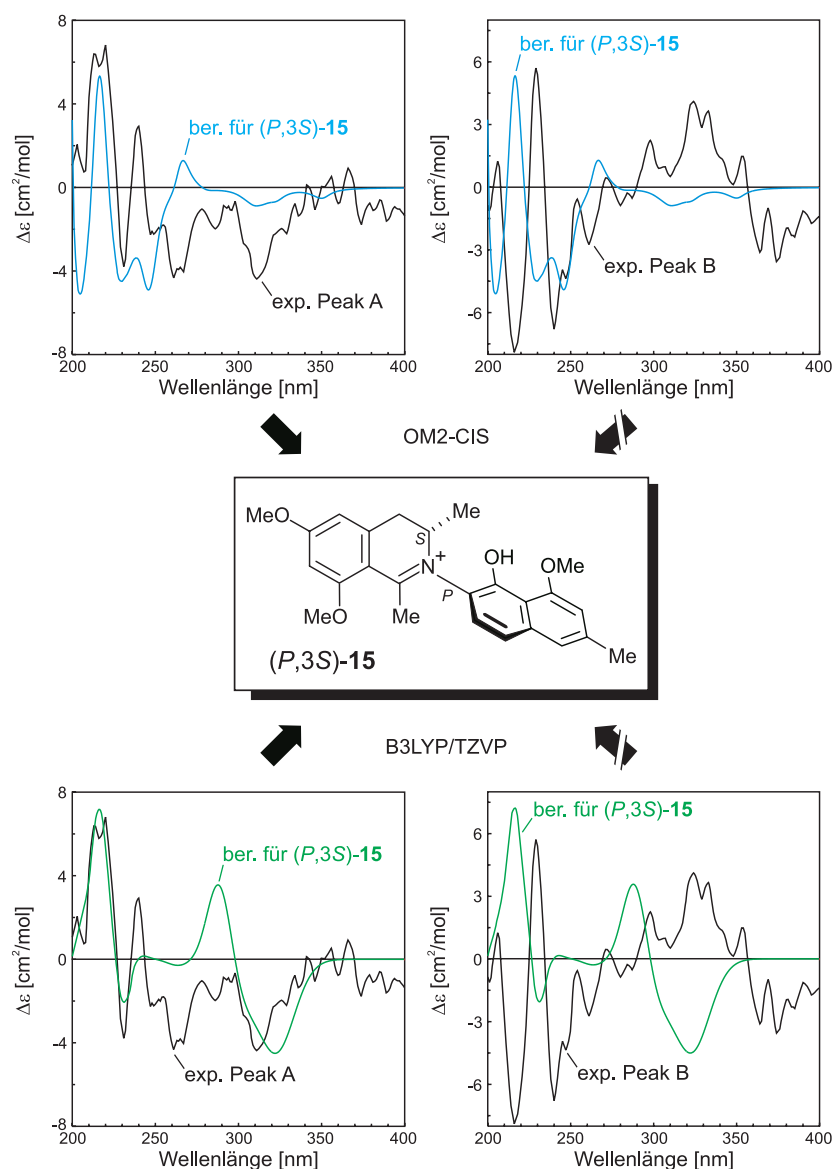 8
4
0
-4
-8
Δε [cm²/mol]
ber. für (P,3S)-15
ber. für (P,3S)-15
exp. Peak A
200 250 300 350 400
Wellenlänge [nm]
6
3
0
-3
-6
Δε [cm²/mol]
exp. Peak B
200 250 300 350 400
Wellenlänge [nm]
OM2-CIS
MeO
Me
S
N+
OH
OMe
P
OMe
Me
Me
(P,3S)-15
B3LYP/TZVP
8
4
0
-4
-8
Δε [cm²/mol]
ber. für (P,3S)-15
ber. für (P,3S)-15
exp. Peak A
200 250 300 350 400
Wellenlänge [nm]
6
3
0
-3
-6
Δε [cm²/mol]
exp. Peak B
200 250 300 350 400
Wellenlänge [nm]